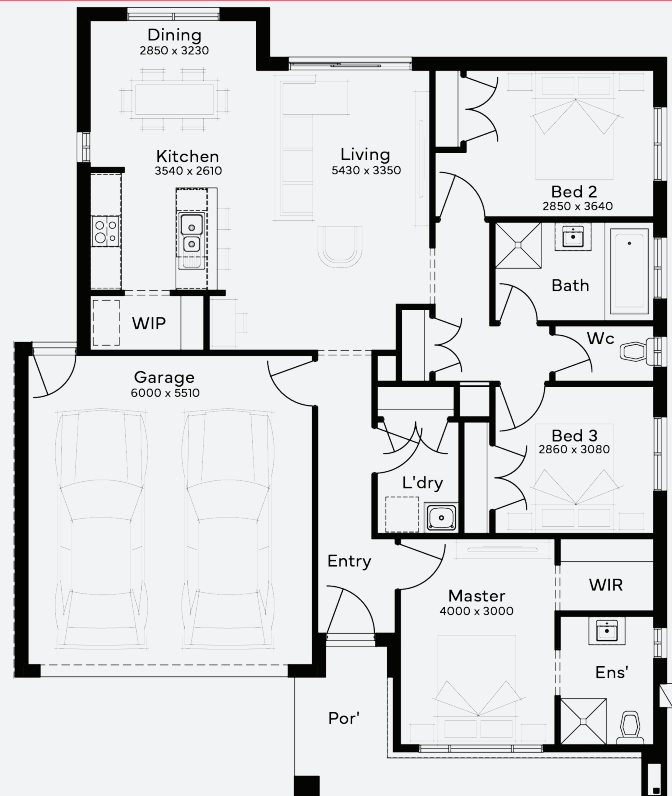 Dining
2850 x 3230
Kitchen
3540 x 2610
Living
5430 x 3350
Bed 2
2850 x 3640
Bath
WIP
Wc
Garage
6000 x 5510
Bed 3
2860 x 3080
L'dry
Entry
Master
4000 x 3000
WIR
Ens'
Por'